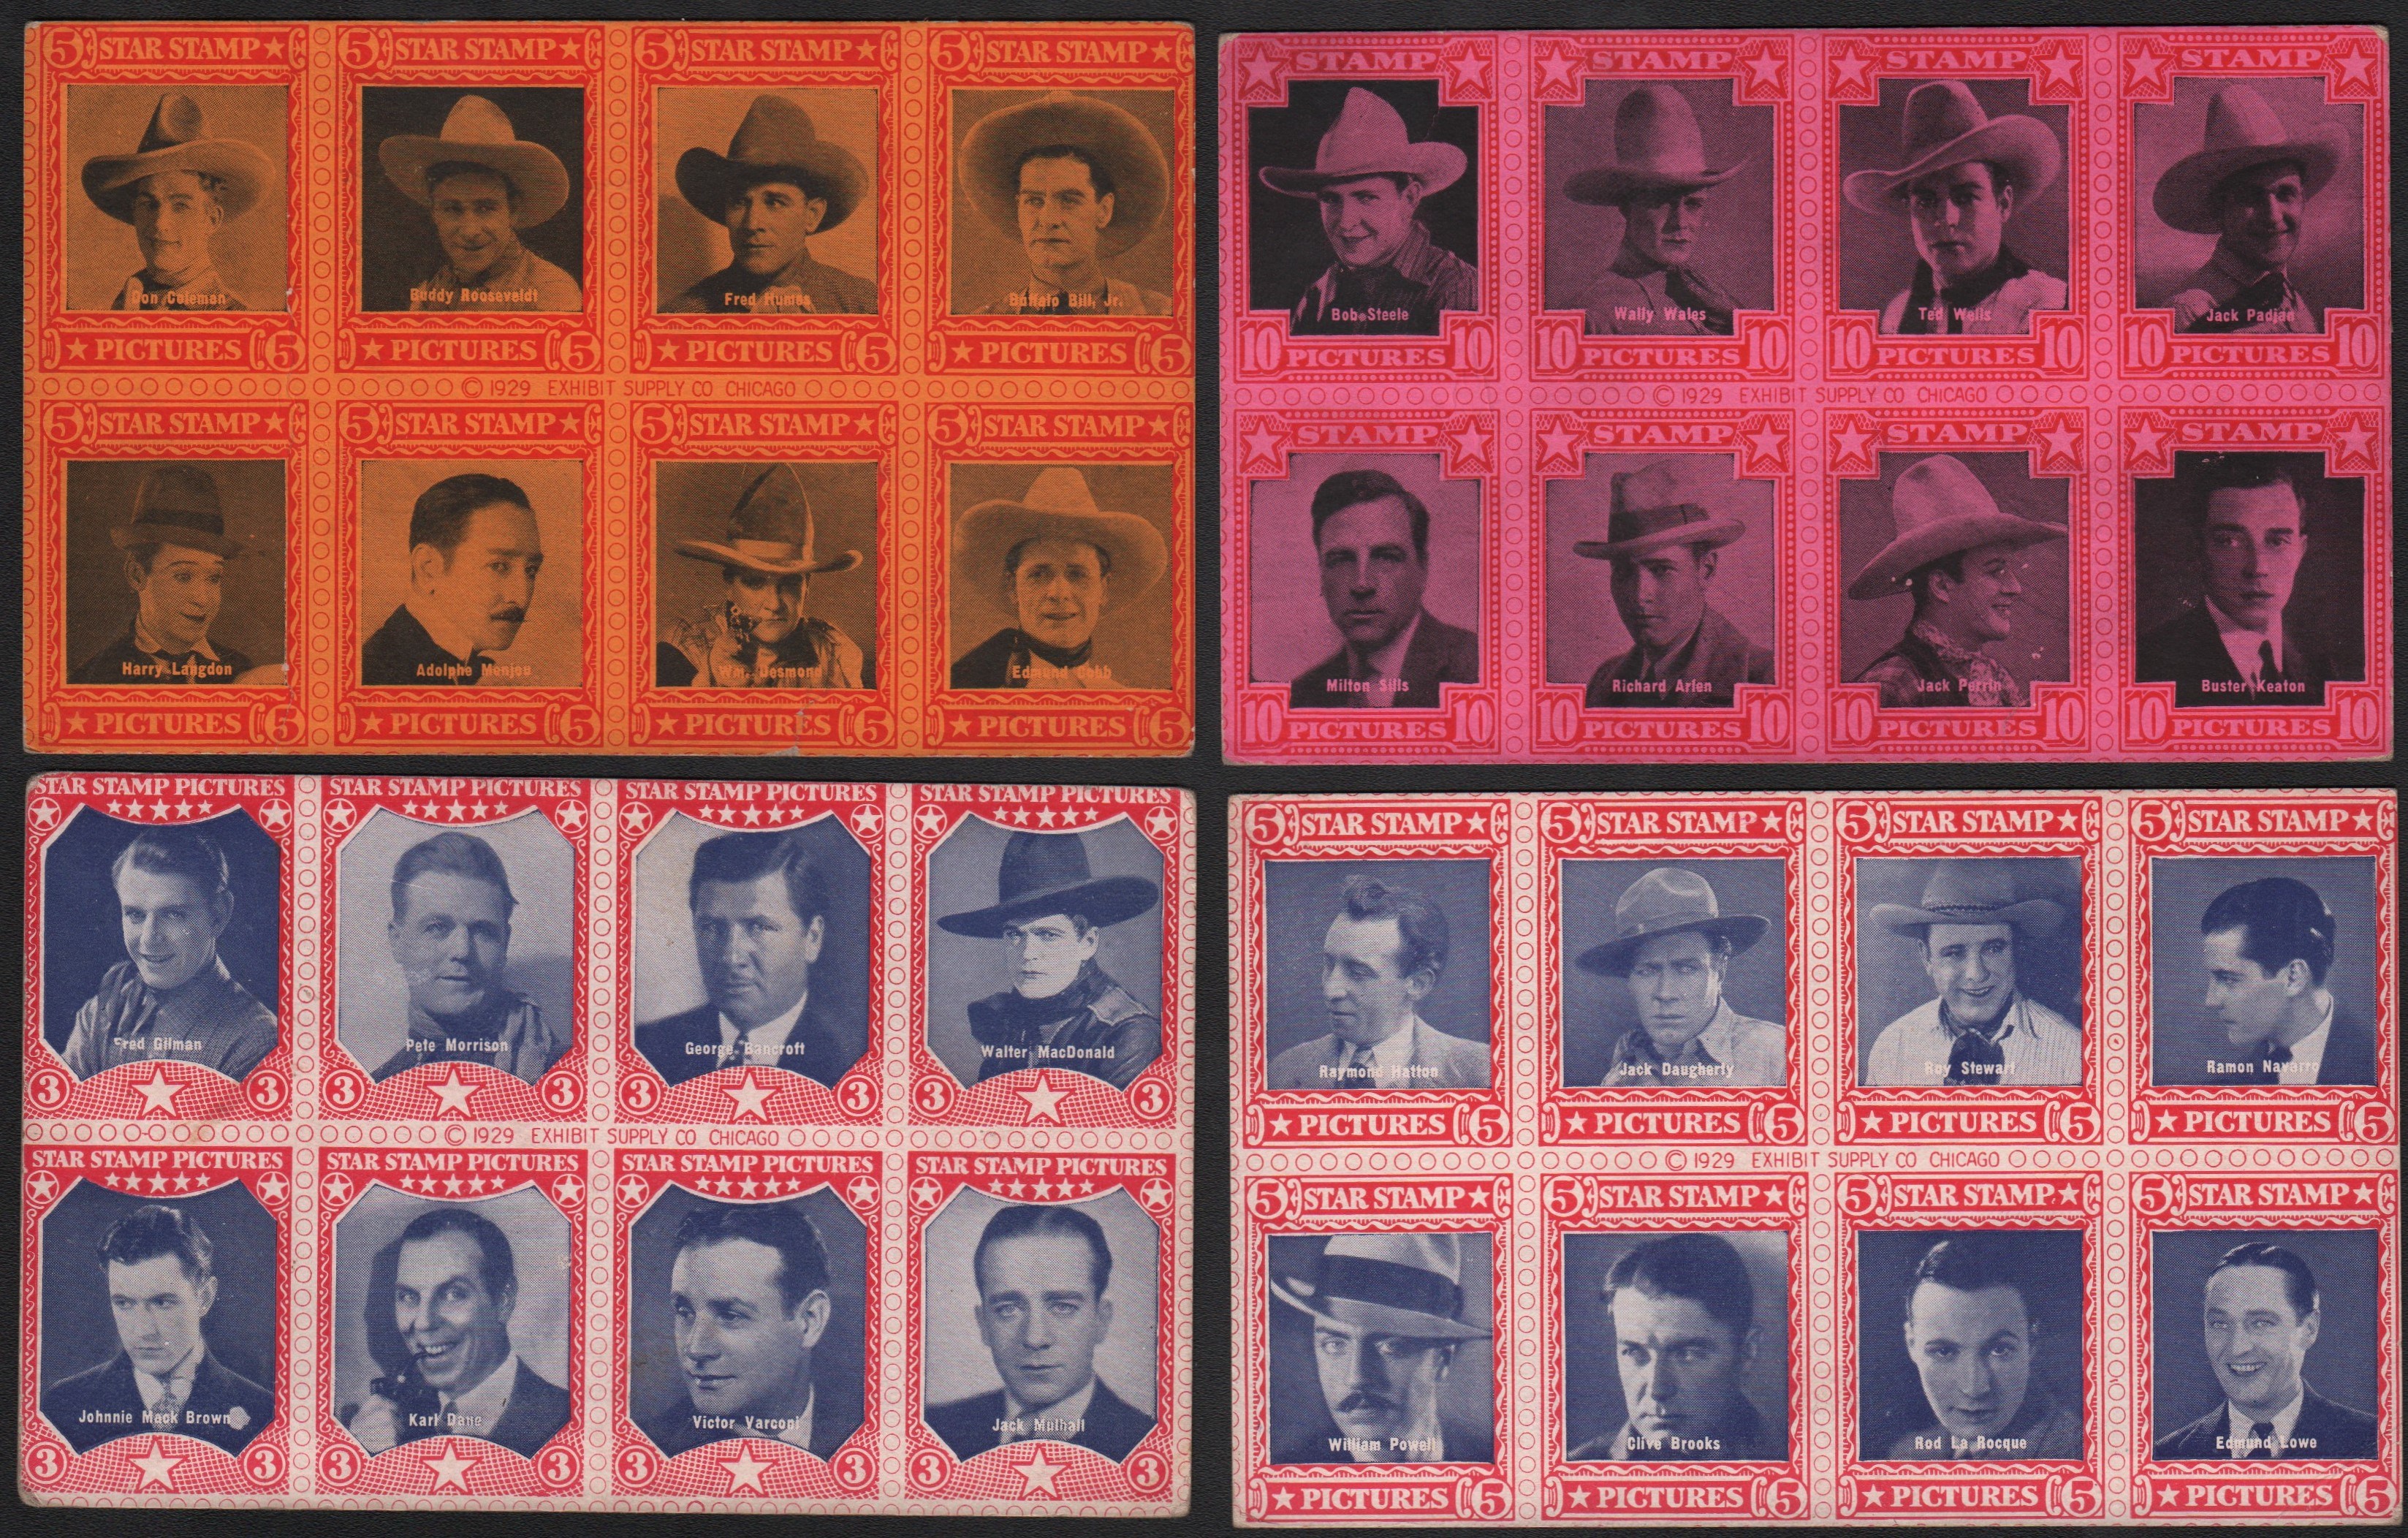 5 STAR STAMP ★ 5 STAR STAMP ★ 5 STAR STAMP ★ 5 STAR STAMP ★
Don Coleman Buddy Rooseveldt Fred Humes Buffalo Bill, Jr.
★ PICTURES 5 ★ PICTURES 5 ★ PICTURES 5 ★ PICTURES 5
© 1929 EXHIBIT SUPPLY CO CHICAGO
5 STAR STAMP ★ 5 STAR STAMP ★ 5 STAR STAMP ★ 5 STAR STAMP ★
Harry Langdon Adolphe Menjou Wm. Desmond Edmund Cobb
★ PICTURES 5 ★ PICTURES 5 ★ PICTURES 5 ★ PICTURES 5
★ STAMP ★ ★ STAMP ★ ★ STAMP ★ ★ STAMP ★
Bob Steele Wally Wales Ted Wells Jack Padjan
10 PICTURES 10 10 PICTURES 10 10 PICTURES 10 10 PICTURES 10
© 1929 EXHIBIT SUPPLY CO CHICAGO
★ STAMP ★ ★ STAMP ★ ★ STAMP ★ ★ STAMP ★
Milton Sills Richard Arlen Jack Perrin Buster Keaton
10 PICTURES 10 10 PICTURES 10 10 PICTURES 10 10 PICTURES 10
STAR STAMP PICTURES STAR STAMP PICTURES STAR STAMP PICTURES STAR STAMP PICTURES
Fred Gilman Pete Morrison George Bancroft Walter MacDonald
3 ★ 3 3 ★ 3 3 ★ 3 3 ★ 3
© 1929 EXHIBIT SUPPLY CO CHICAGO
STAR STAMP PICTURES STAR STAMP PICTURES STAR STAMP PICTURES STAR STAMP PICTURES
Johnnie Mack Brown Karl Dane Victor Varconi Jack Mulhall
3 ★ 3 3 ★ 3 3 ★ 3 3 ★ 3
5 STAR STAMP ★ 5 STAR STAMP ★ 5 STAR STAMP ★ 5 STAR STAMP ★
Raymond Hatton Jack Daugherty Roy Stewart Ramon Navarro
★ PICTURES 5 ★ PICTURES 5 ★ PICTURES 5 ★ PICTURES 5
© 1929 EXHIBIT SUPPLY CO CHICAGO
5 STAR STAMP ★ 5 STAR STAMP ★ 5 STAR STAMP ★ 5 STAR STAMP ★
William Powell Clive Brooks Rod La Rocque Edmund Lowe
★ PICTURES 5 ★ PICTURES 5 ★ PICTURES 5 ★ PICTURES 5